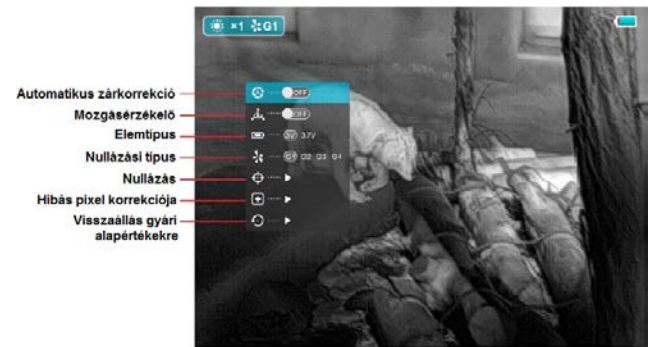 ×1 G1
Automatikus zárkorrekció OFF
Mozgásérzékelő OFF
Elemtípus 3V 3.7V
Nullázási típus G1 G2 G3 G4
Nullázás
Hibás pixel korrekciója
Visszaállás gyári
alapértékekre